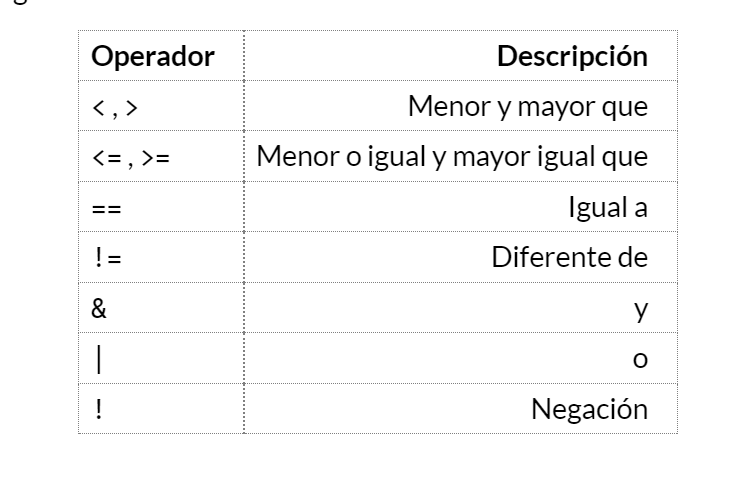 Operador Descripción
< , > Menor y mayor que
<= , >= Menor o igual y mayor igual que
== Igual a
!= Diferente de
& y
| o
! Negación